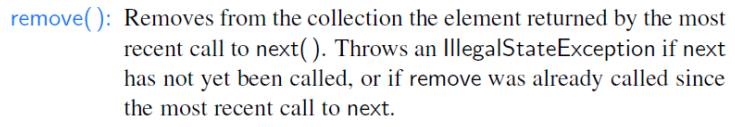 remove( ): Removes from the collection the element returned by the most
recent call to next( ). Throws an IllegalStateException if next
has not yet been called, or if remove was already called since
the most recent call to next.